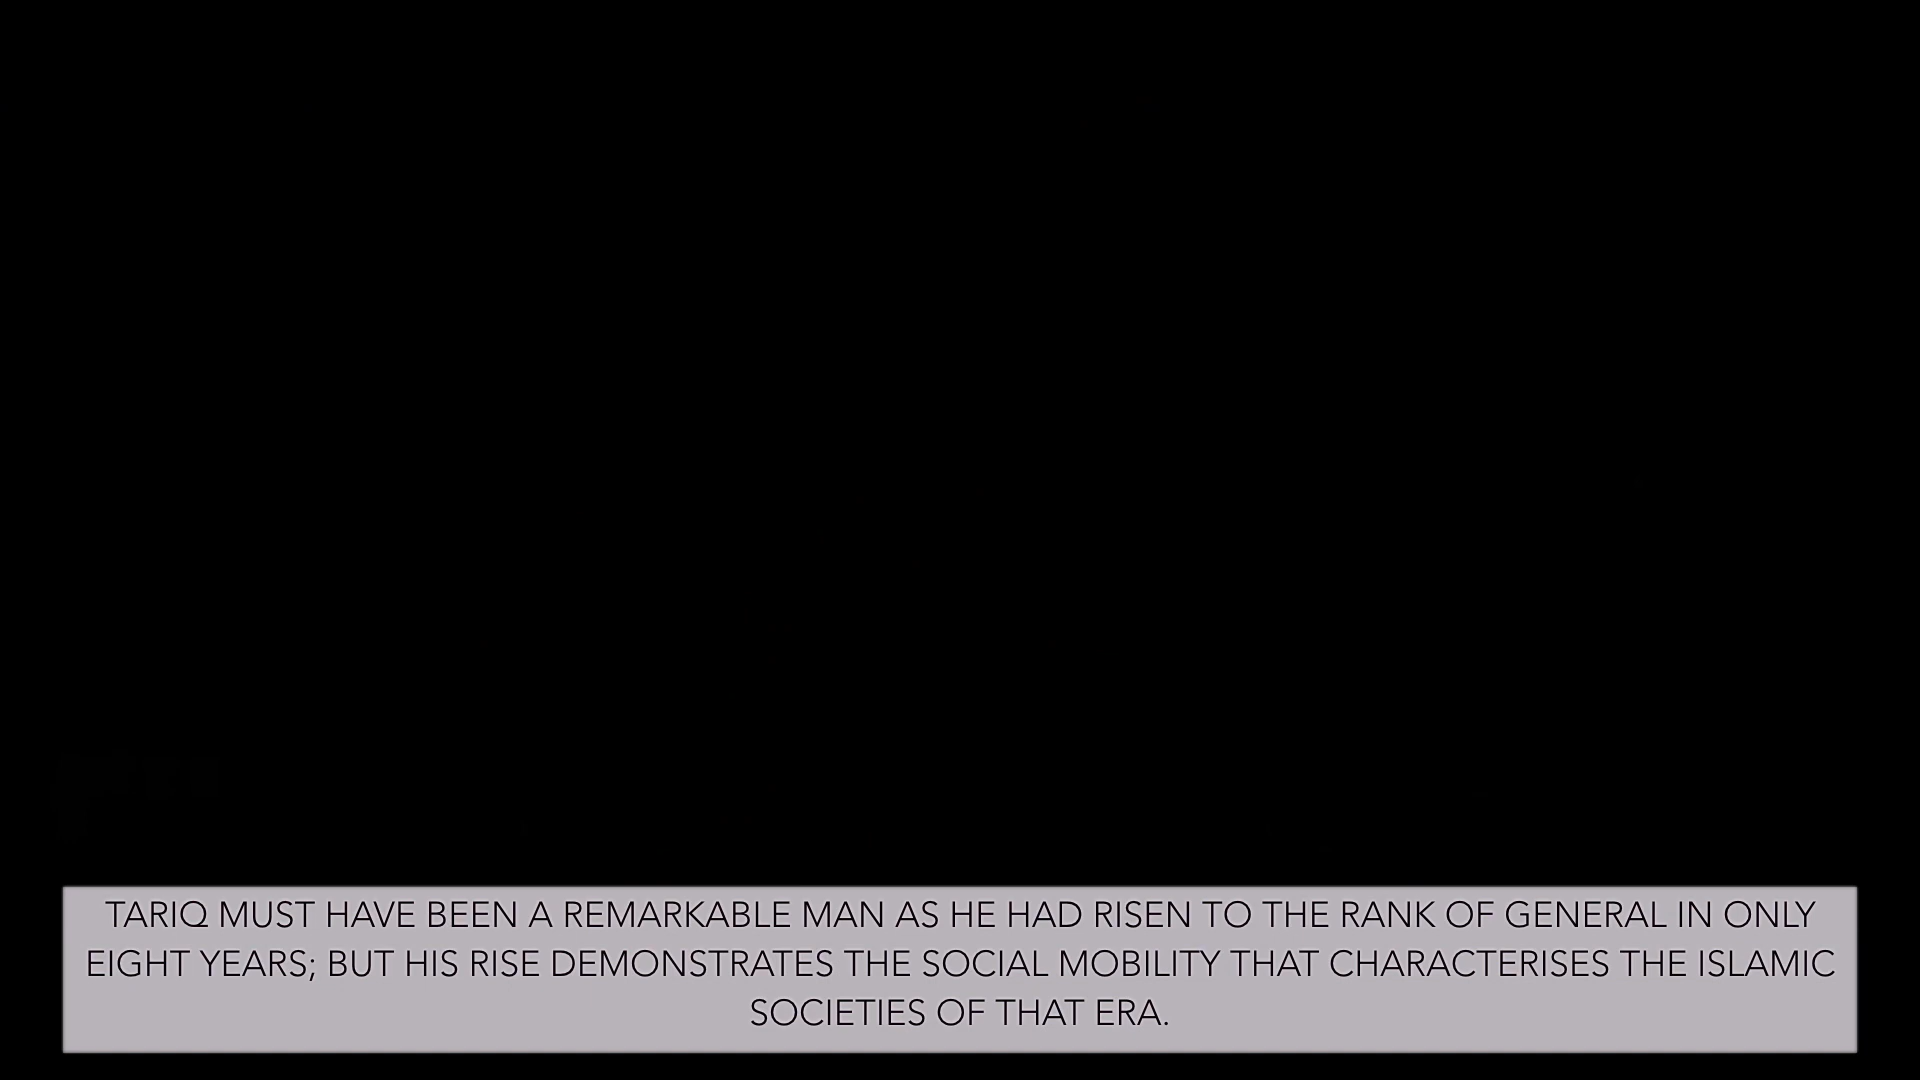 TARIQ MUST HAVE BEEN A REMARKABLE MAN AS HE HAD RISEN TO THE RANK OF GENERAL IN ONLY
EIGHT YEARS; BUT HIS RISE DEMONSTRATES THE SOCIAL MOBILITY THAT CHARACTERISES THE ISLAMIC
SOCIETIES OF THAT ERA.